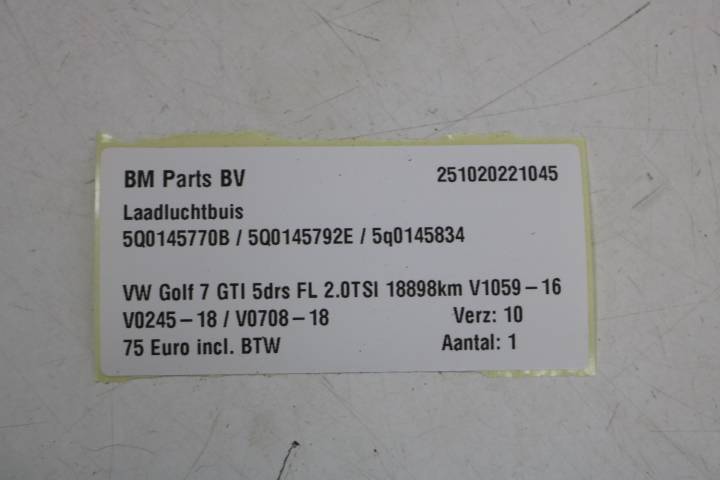 BM Parts BV 251020221045
Laadluchtbuis
5Q0145770B / 5Q0145792E / 5q0145834
VW Golf 7 GTI 5drs FL 2.0TSI 18898km V1059-16
V0245-18 / V0708-18 Verz: 10
75 Euro incl. BTW Aantal: 1